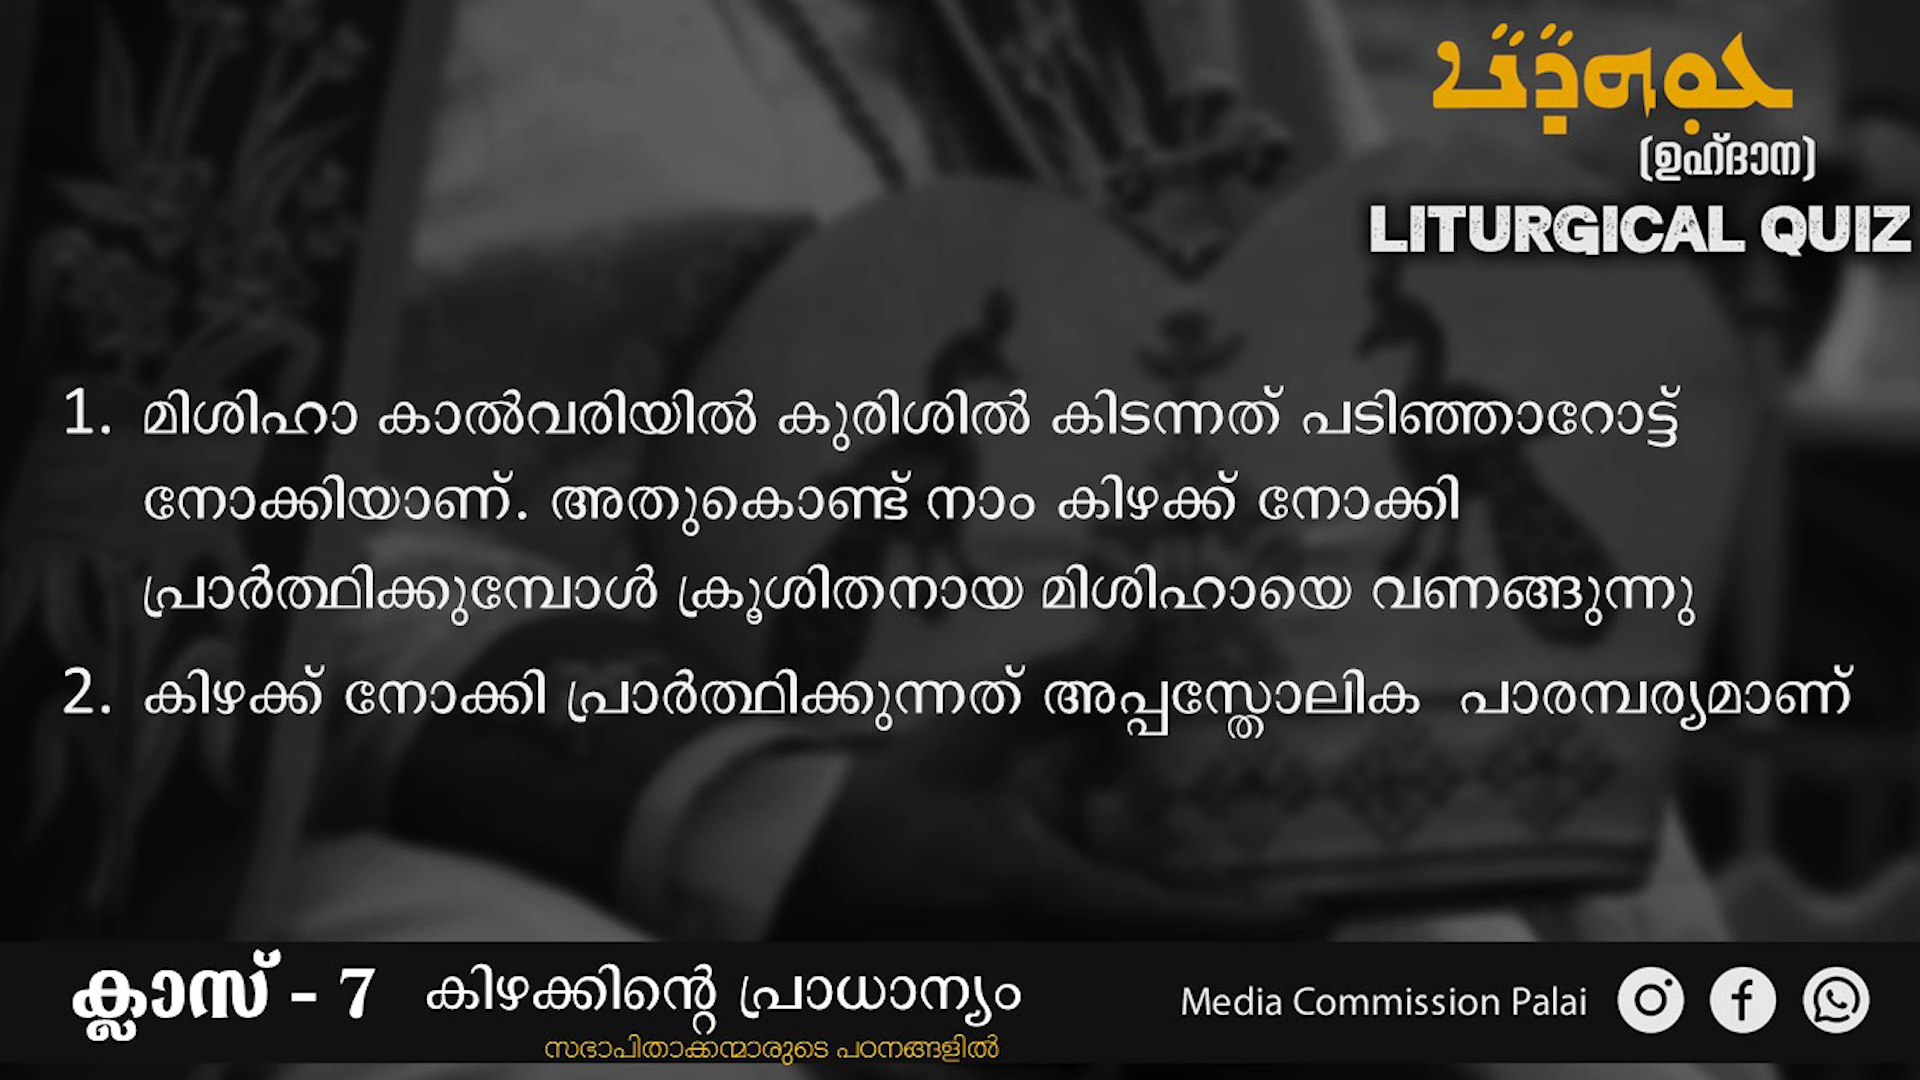 ܥܘܗܕܢܐ
(ഉഹ്ദാന)
LITURGICAL QUIZ
1. മിശിഹാ കാൽവരിയിൽ കുരിശിൽ കിടന്നത് പടിഞ്ഞാറോട്ട്
നോക്കിയാണ്. അതുകൊണ്ട് നാം കിഴക്ക് നോക്കി
പ്രാർത്ഥിക്കുമ്പോൾ ക്രൂശിതനായ മിശിഹായെ വണങ്ങുന്നു
2. കിഴക്ക് നോക്കി പ്രാർത്ഥിക്കുന്നത് അപ്പസ്തോലിക പാരമ്പര്യമാണ്
ക്ലാസ് - 7 കിഴക്കിന്റെ പ്രാധാന്യം
സഭാപിതാക്കന്മാരുടെ പഠനങ്ങളിൽ
Media Commission Palai